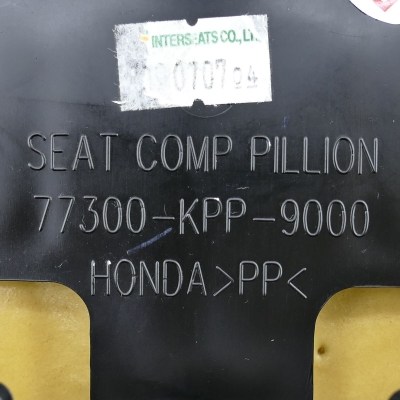 INTERSEATS CO., LT
SEAT COMP PILLION
77300-KPP-9000
HONDA>PP<